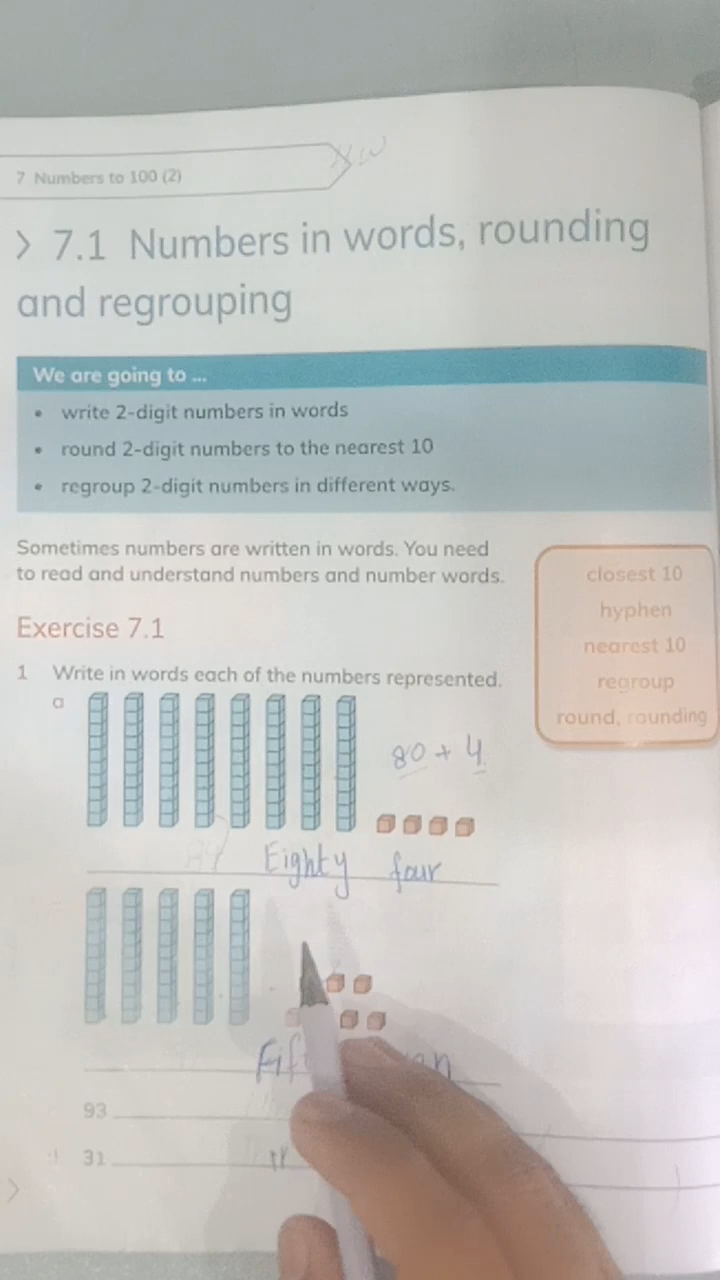 7 Numbers to 100 (2)
> 7.1 Numbers in words, rounding
and regrouping
We are going to ...
• write 2-digit numbers in words
• round 2-digit numbers to the nearest 10
• regroup 2-digit numbers in different ways.
Sometimes numbers are written in words. You need
to read and understand numbers and number words.
closest 10
hyphen
nearest 10
regroup
round, rounding
Exercise 7.1
1 Write in words each of the numbers represented.
a
80 + 4
Eighty four
93
31